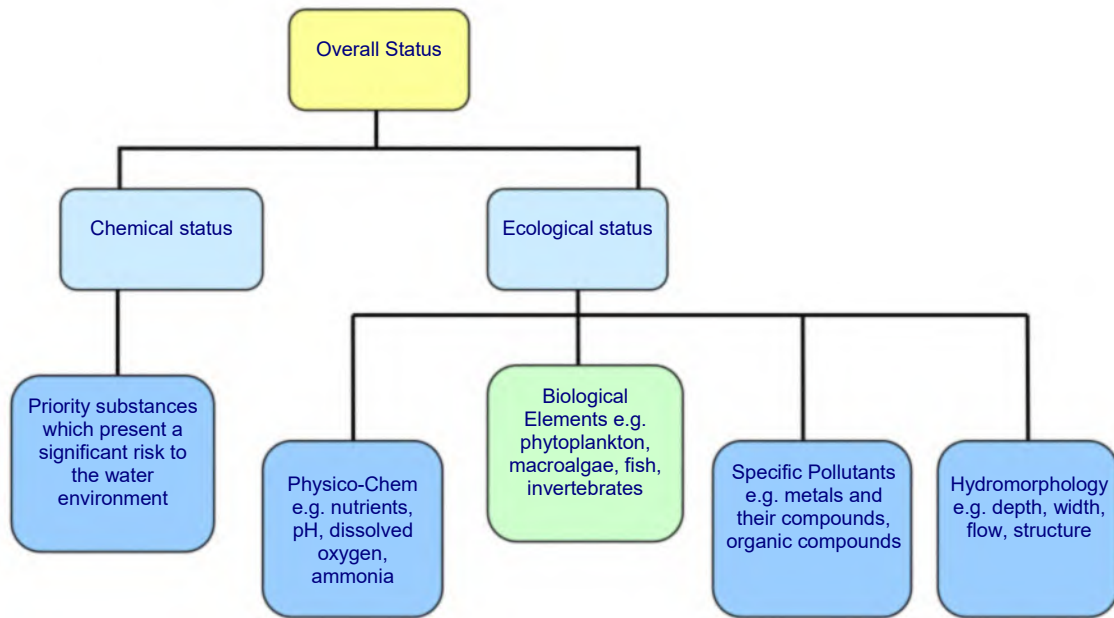 Overall Status
Chemical status
Ecological status
Priority substances
which present a
significant risk to
the water
environment
Physico-Chem
e.g. nutrients,
pH, dissolved
oxygen,
ammonia
Biological
Elements e.g.
phytoplankton,
macroalgae, fish,
invertebrates
Specific Pollutants
e.g. metals and
their compounds,
organic compounds
Hydromorphology
e.g. depth, width,
flow, structure